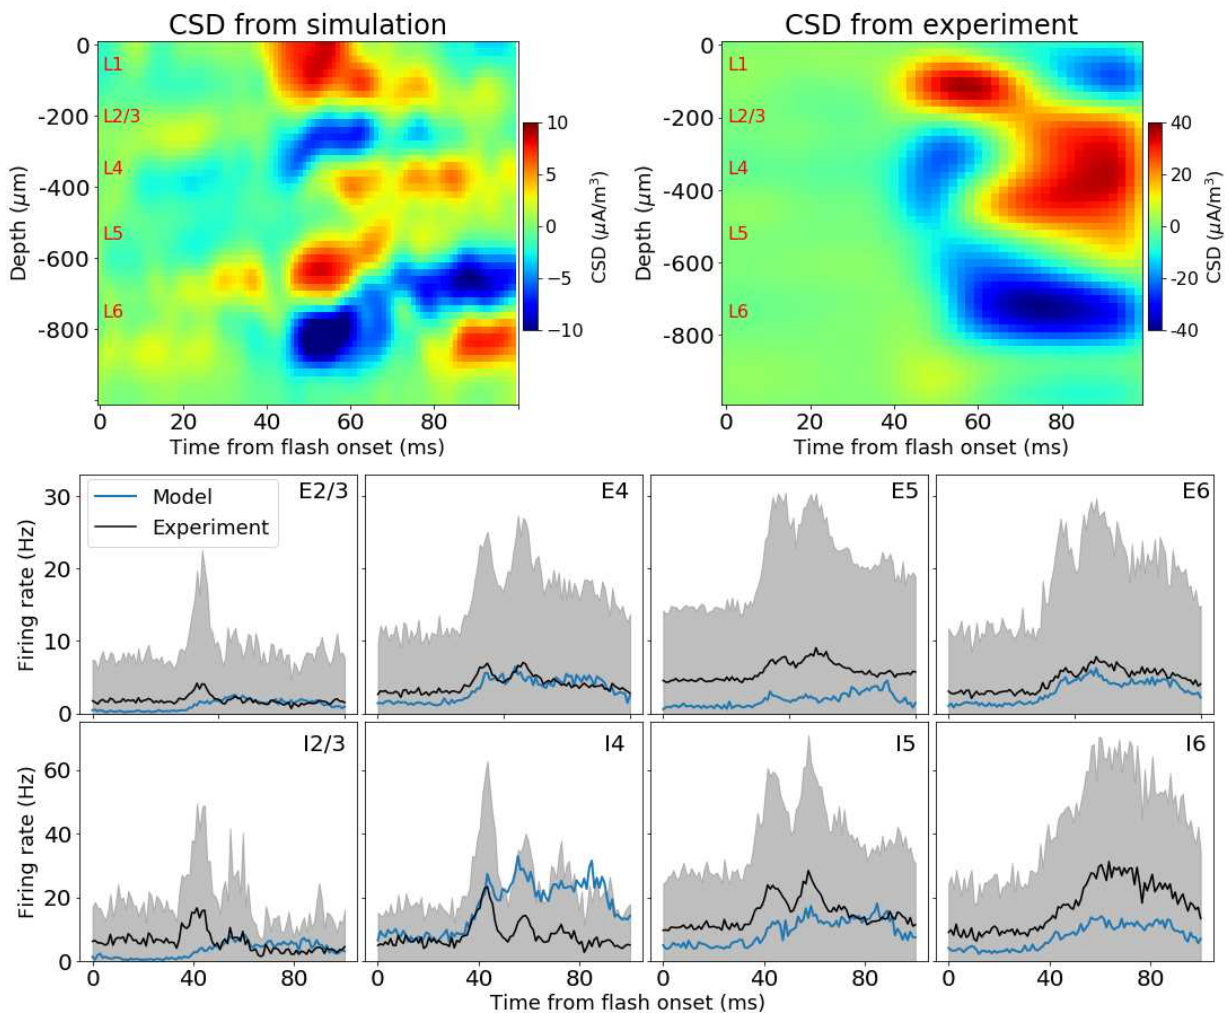 CSD from simulation
CSD from experiment
0
-200
-400
-600
-800
Depth (μm)
L1
L2/3
L4
L5
L6
0 20 40 60 80
Time from flash onset (ms)
10
5
0
−5
−10
CSD (μA/m³)
0
-200
-400
-600
-800
Depth (μm)
L1
L2/3
L4
L5
L6
0 20 40 60 80
Time from flash onset (ms)
40
20
0
−20
−40
CSD (μA/m³)
Model
Experiment
E2/3
E4
E5
E6
30
20
10
0
Firing rate (Hz)
I2/3
I4
I5
I6
60
40
20
0
Firing rate (Hz)
0 40 80 0 40 80 0 40 80 0 40 80
Time from flash onset (ms)